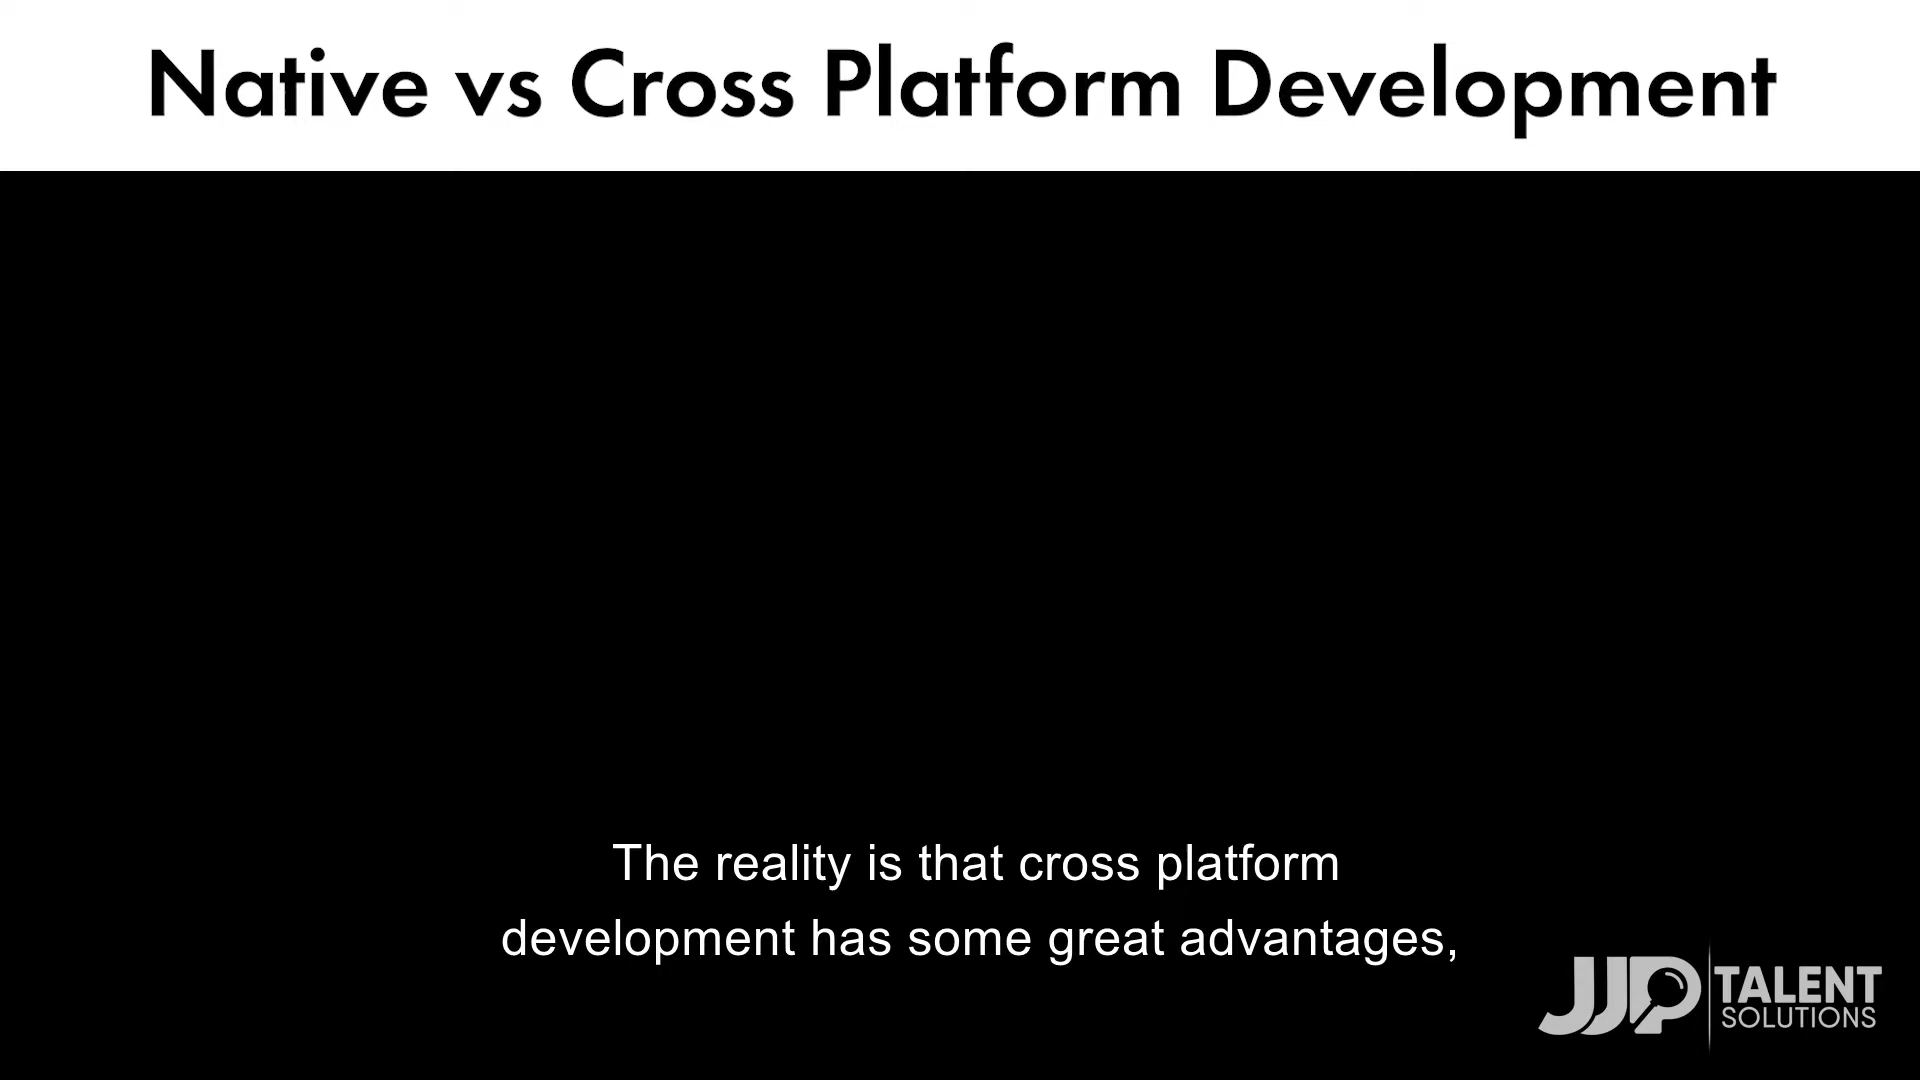 Native vs Cross Platform Development
The reality is that cross platform
development has some great advantages,
JJP TALENT
SOLUTIONS